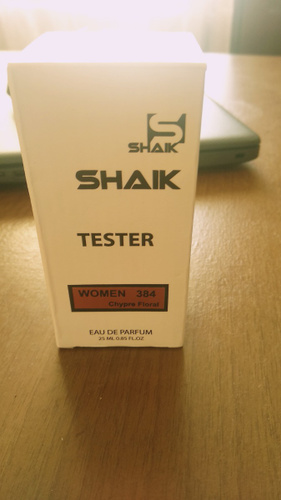 S
SHAIK
SHAIK
TESTER
WOMEN 384
Chypre Floral
EAU DE PARFUM
25 ML 0.85 FL.OZ